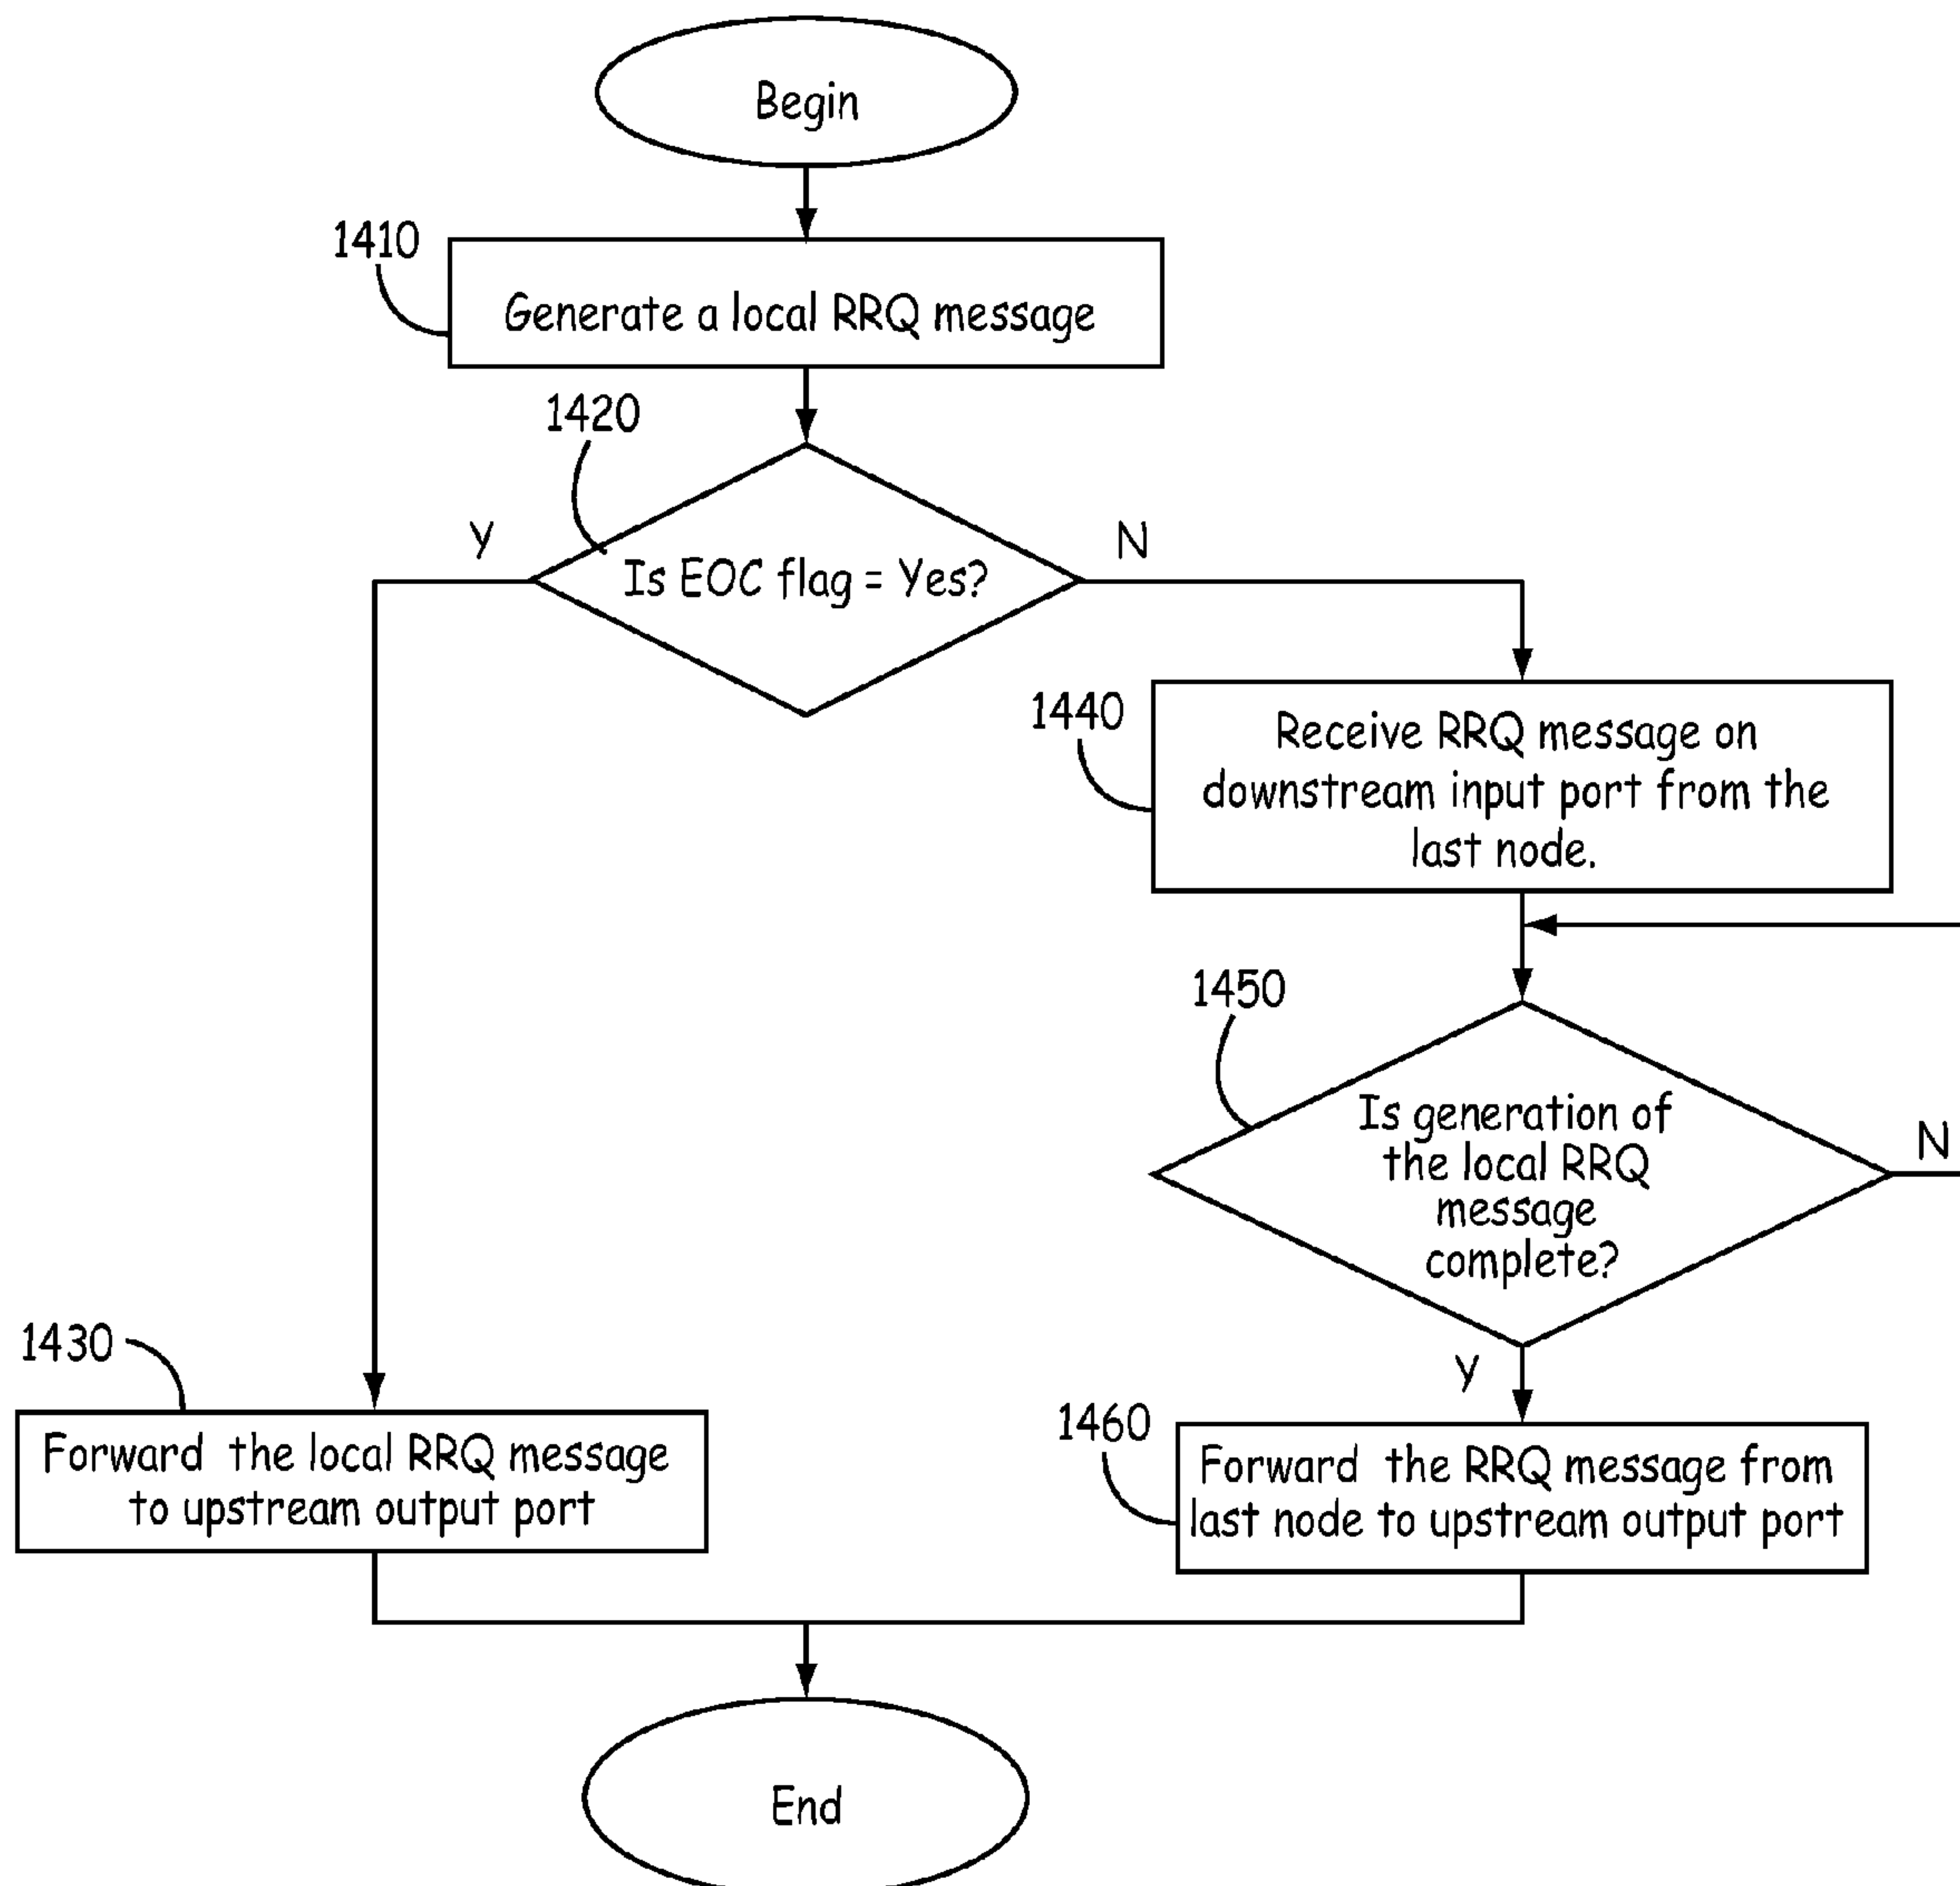 Begin
1410
Generate a local RRQ message
1420
Y
N
Is EOC flag = Yes?
1440
Receive RRQ message on
downstream input port from the
last node.
1450
Is generation of
the local RRQ
message
complete?
N
Y
1430
Forward the local RRQ message
to upstream output port
1460
Forward the RRQ message from
last node to upstream output port
End